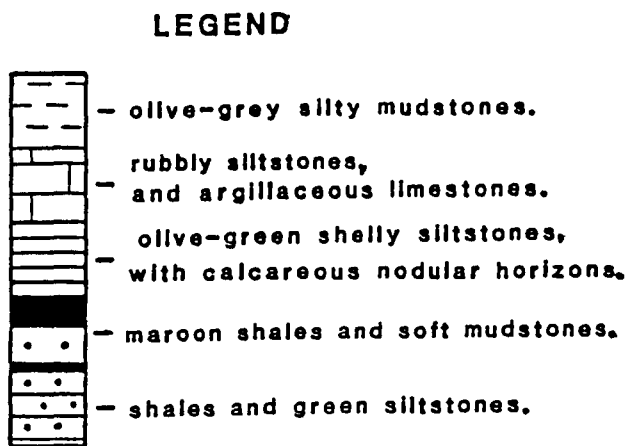 LEGEND
– olive-grey silty mudstones.
rubbly siltstones,
– and argillaceous limestones.
olive-green shelly siltstones,
– with calcareous nodular horizons.
– maroon shales and soft mudstones.
– shales and green siltstones.